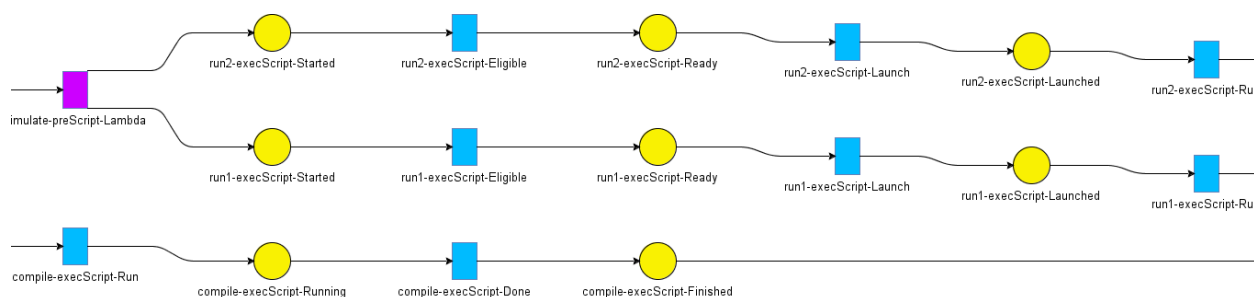 run2-execScript-Started
run2-execScript-Eligible
run2-execScript-Ready
run2-execScript-Launch
run2-execScript-Launched
run2-execScript-Ru
imulate-preScript-Lambda
run1-execScript-Started
run1-execScript-Eligible
run1-execScript-Ready
run1-execScript-Launch
run1-execScript-Launched
run1-execScript-Ru
compile-execScript-Run
compile-execScript-Running
compile-execScript-Done
compile-execScript-Finished